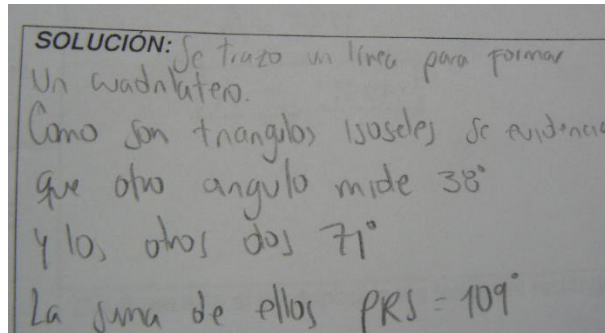 SOLUCIÓN: Se trazo un línea para formar
Un cuadrilatero.
Como son triangulos isoseles se evidencia
que otro angulo mide 38°
y los otros dos 71°
La suma de ellos PRS = 109°